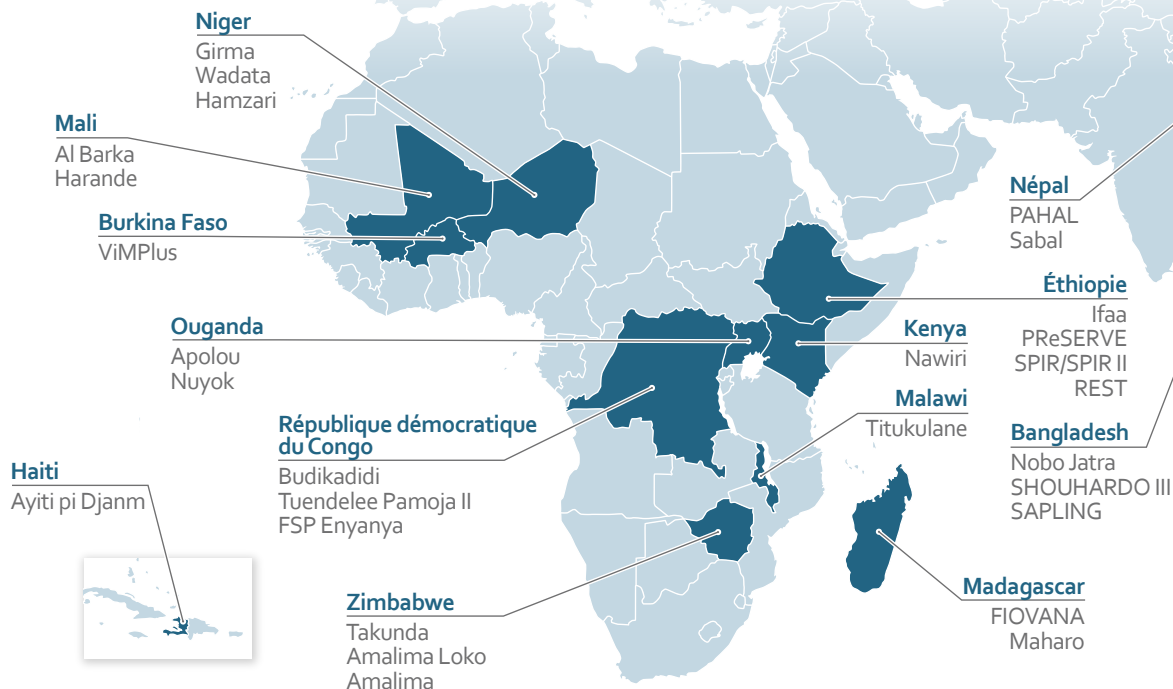 Niger
Girma
Wadata
Hamzari
Mali
Al Barka
Harande
Burkina Faso
ViMPlus
Népal
PAHAL
Sabal
Éthiopie
Ifaa
PReSERVE
SPIR/SPIR II
REST
Ouganda
Apolou
Nuyok
Kenya
Nawiri
Malawi
Titukulane
République démocratique
du Congo
Budikadidi
Tuendelee Pamoja II
FSP Enyanya
Bangladesh
Nobo Jatra
SHOUHARDO III
SAPLING
Haiti
Ayiti pi Djanm
Zimbabwe
Takunda
Amalima Loko
Amalima
Madagascar
FIOVANA
Maharo